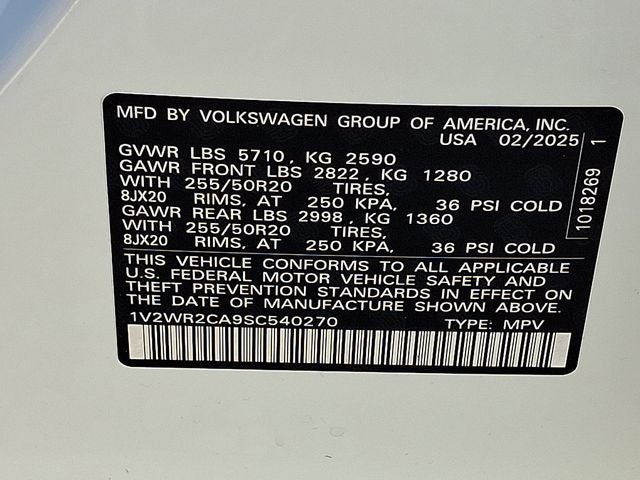 MFD BY VOLKSWAGEN GROUP OF AMERICA, INC.
USA 02/2025
GVWR LBS 5710, KG 2590
GAWR FRONT LBS 2822, KG 1280
WITH 255/50R20 TIRES,
8JX20 RIMS, AT 250 KPA, 36 PSI COLD
GAWR REAR LBS 2998, KG 1360
WITH 255/50R20 TIRES,
8JX20 RIMS, AT 250 KPA, 36 PSI COLD
THIS VEHICLE CONFORMS TO ALL APPLICABLE
U.S. FEDERAL MOTOR VEHICLE SAFETY AND
THEFT PREVENTION STANDARDS IN EFFECT ON
THE DATE OF MANUFACTURE SHOWN ABOVE.
1V2WR2CA9SC540270 TYPE: MPV
10118269 1